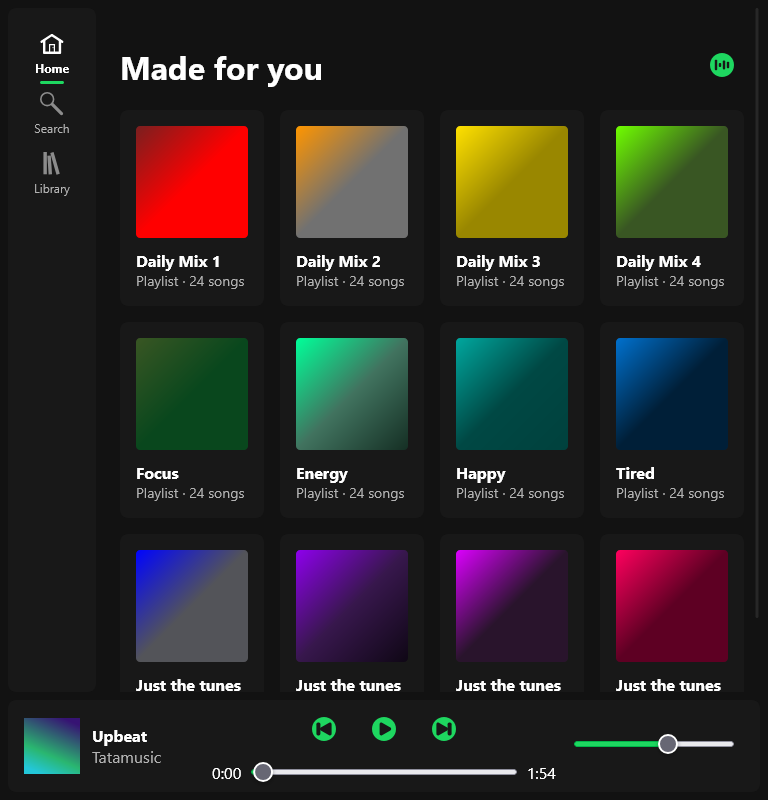 Home
Search
Library
Made for you
Daily Mix 1
Playlist · 24 songs
Daily Mix 2
Playlist · 24 songs
Daily Mix 3
Playlist · 24 songs
Daily Mix 4
Playlist · 24 songs
Focus
Playlist · 24 songs
Energy
Playlist · 24 songs
Happy
Playlist · 24 songs
Tired
Playlist · 24 songs
Just the tunes
Just the tunes
Just the tunes
Just the tunes
Upbeat
Tatamusic
0:00
1:54